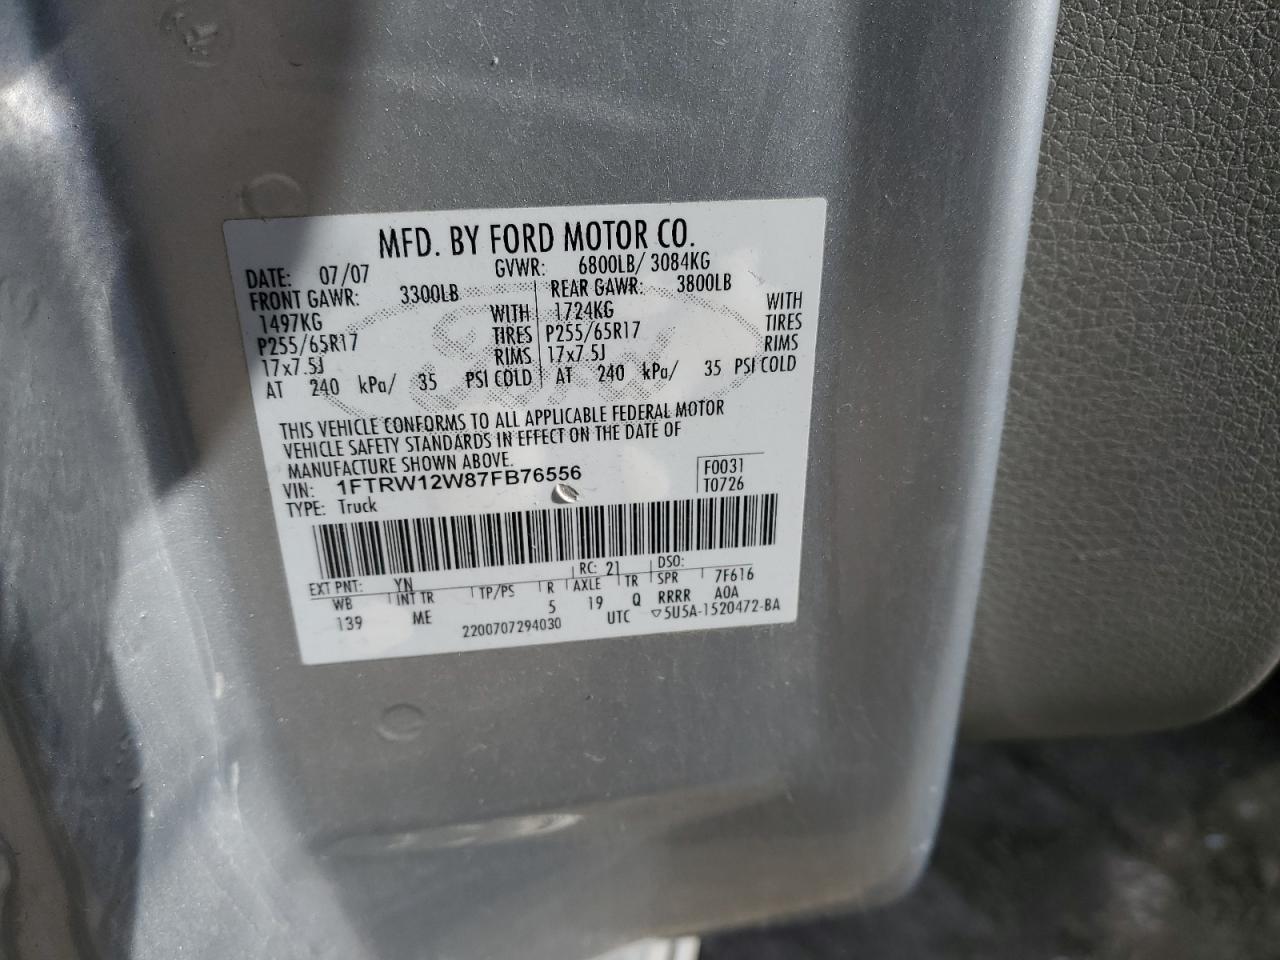 MFD. BY FORD MOTOR CO.
DATE: 07/07 GVWR: 6800LB/ 3084KG
FRONT GAWR: 3300LB REAR GAWR: 3800LB
1497KG WITH 1724KG WITH
P255/65R17 TIRES P255/65R17 TIRES
17x7.5J RIMS 17x7.5J RIMS
AT 240 kPa/ 35 PSI COLD AT 240 kPa/ 35 PSI COLD
THIS VEHICLE CONFORMS TO ALL APPLICABLE FEDERAL MOTOR
VEHICLE SAFETY STANDARDS IN EFFECT ON THE DATE OF
MANUFACTURE SHOWN ABOVE.
VIN: 1FTRW12W87FB76556 F0031
TYPE: Truck T0726
EXT PNT: YN RC: 21 DSO:
WB INT TR TP/PS R AXLE TR SPR 7F616
139 ME 5 19 Q RRRR A0A
2200707294030 UTC ▽5U5A-1520472-BA